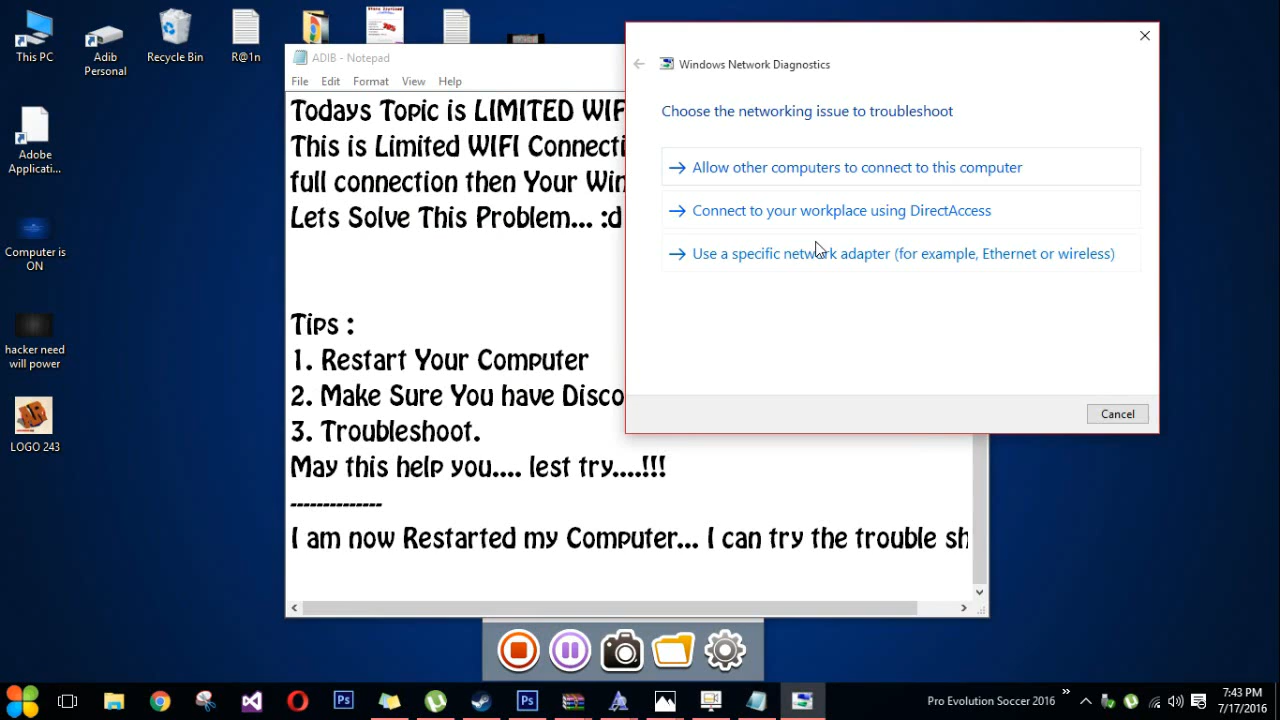 This PC
Adib
Personal
Recycle Bin
R@1n
Adobe
Applicati...
Computer is
ON
hacker need
will power
LOGO 243
ADIB - Notepad
File Edit Format View Help
Todays Topic is LIMITED WIF
This is Limited WIFI Connecti
full connection then Your Win
Lets Solve This Problem... :d
Tips :
1. Restart Your Computer
2. Make Sure You have Disco
3. Troubleshoot.
May this help you.... lest try....!!!
--------------
I am now Restarted my Computer... I can try the trouble sh
Windows Network Diagnostics
Choose the networking issue to troubleshoot
Allow other computers to connect to this computer
Connect to your workplace using DirectAccess
Use a specific network adapter (for example, Ethernet or wireless)
Cancel
Pro Evolution Soccer 2016
7:43 PM
7/17/2016